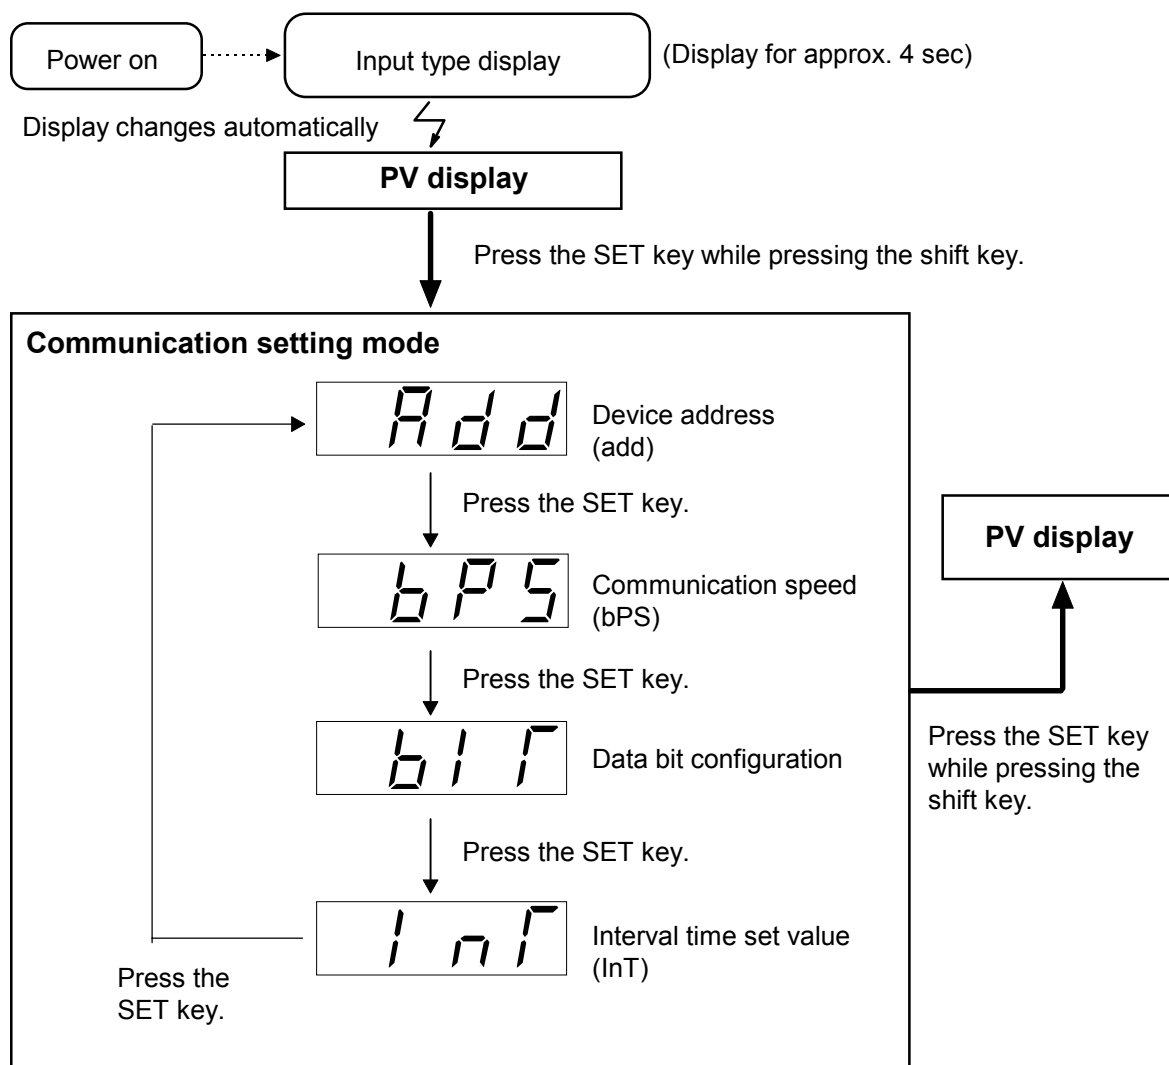 Power on
Input type display
(Display for approx. 4 sec)
Display changes automatically
PV display
Press the SET key while pressing the shift key.
Communication setting mode
Add
Device address
(add)
Press the SET key.
bPS
Communication speed
(bPS)
Press the SET key.
bIT
Data bit configuration
Press the SET key.
InT
Interval time set value
(InT)
Press the
SET key.
PV display
Press the SET key
while pressing the
shift key.